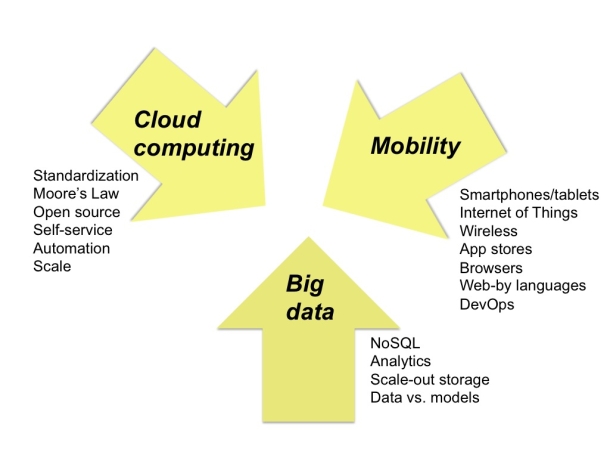 Cloud
computing
Standardization
Moore's Law
Open source
Self-service
Automation
Scale
Mobility
Smartphones/tablets
Internet of Things
Wireless
App stores
Browsers
Web-by languages
DevOps
Big
data
NoSQL
Analytics
Scale-out storage
Data vs. models